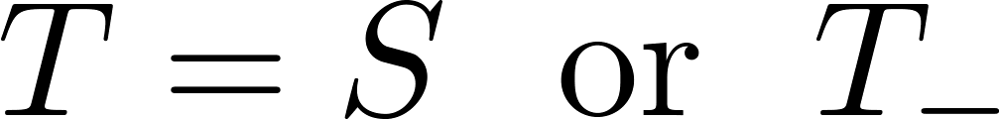 T = S or T_